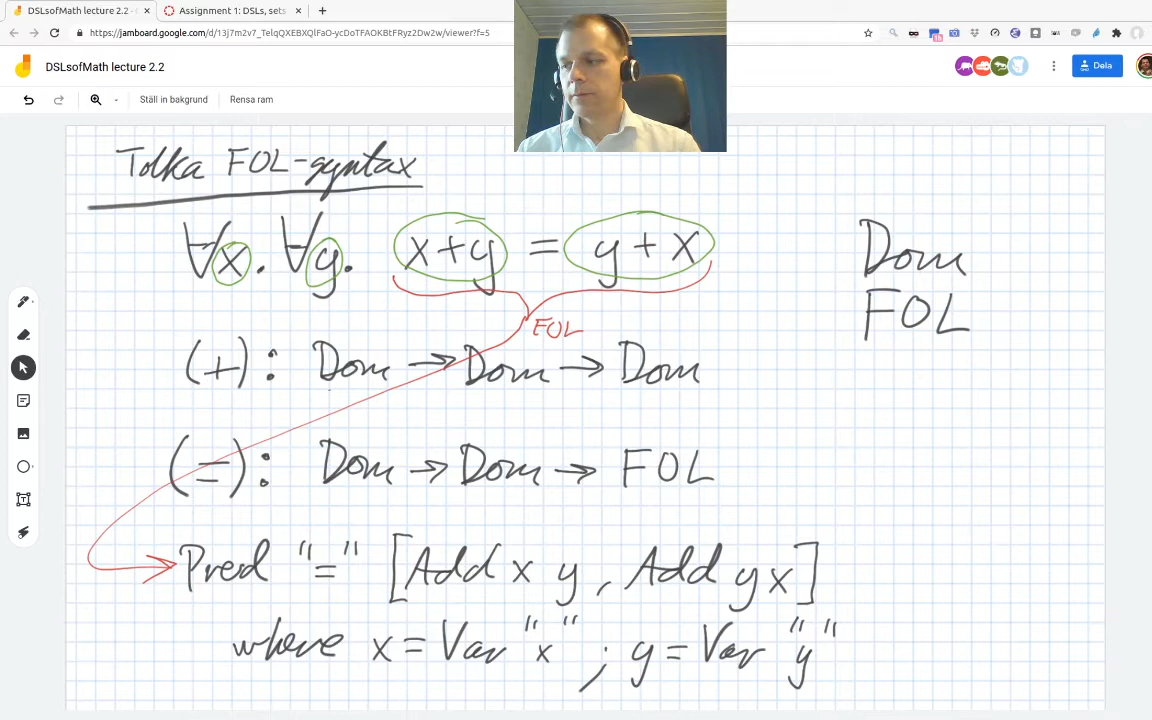 DSLsofMath lecture 2.2 -
Assignment 1: DSLs, sets
https://jamboard.google.com/d/13j7m2v7_TelqQXEBXQlFaO-ycDoTFAOKBtFRyz2Dw2w/viewer?f=5
DSLsofMath lecture 2.2
Dela
Ställ in bakgrund
Rensa ram
Tolka FOL-syntax
∀x. ∀y. x+y = y+x
Dom
FOL
FOL
(+): Dom → Dom → Dom
(=): Dom → Dom → FOL
Pred "=" [Add x y, Add y x]
where x = Var "x" ; y = Var "y"